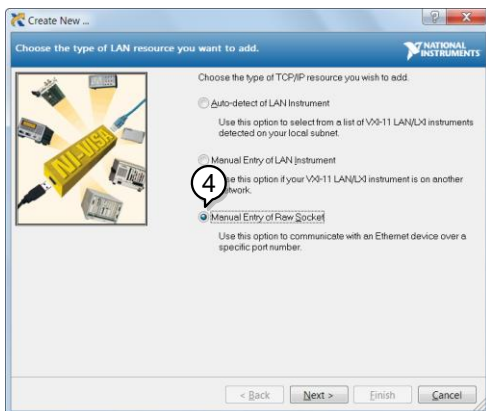 Create New ...
Choose the type of LAN resource you want to add.
NATIONAL
INSTRUMENTS
Choose the type of TCP/IP resource you wish to add.
Auto-detect of LAN Instrument
Use this option to select from a list of VXI-11 LAN/LXI instruments
detected on your local subnet.
Manual Entry of LAN Instrument
use this option if your VXI-11 LAN/LXI instrument is on another
network.
4
Manual Entry of Raw Socket
Use this option to communicate with an Ethernet device over a
specific port number.
NI-VISA
< Back
Next >
Finish
Cancel